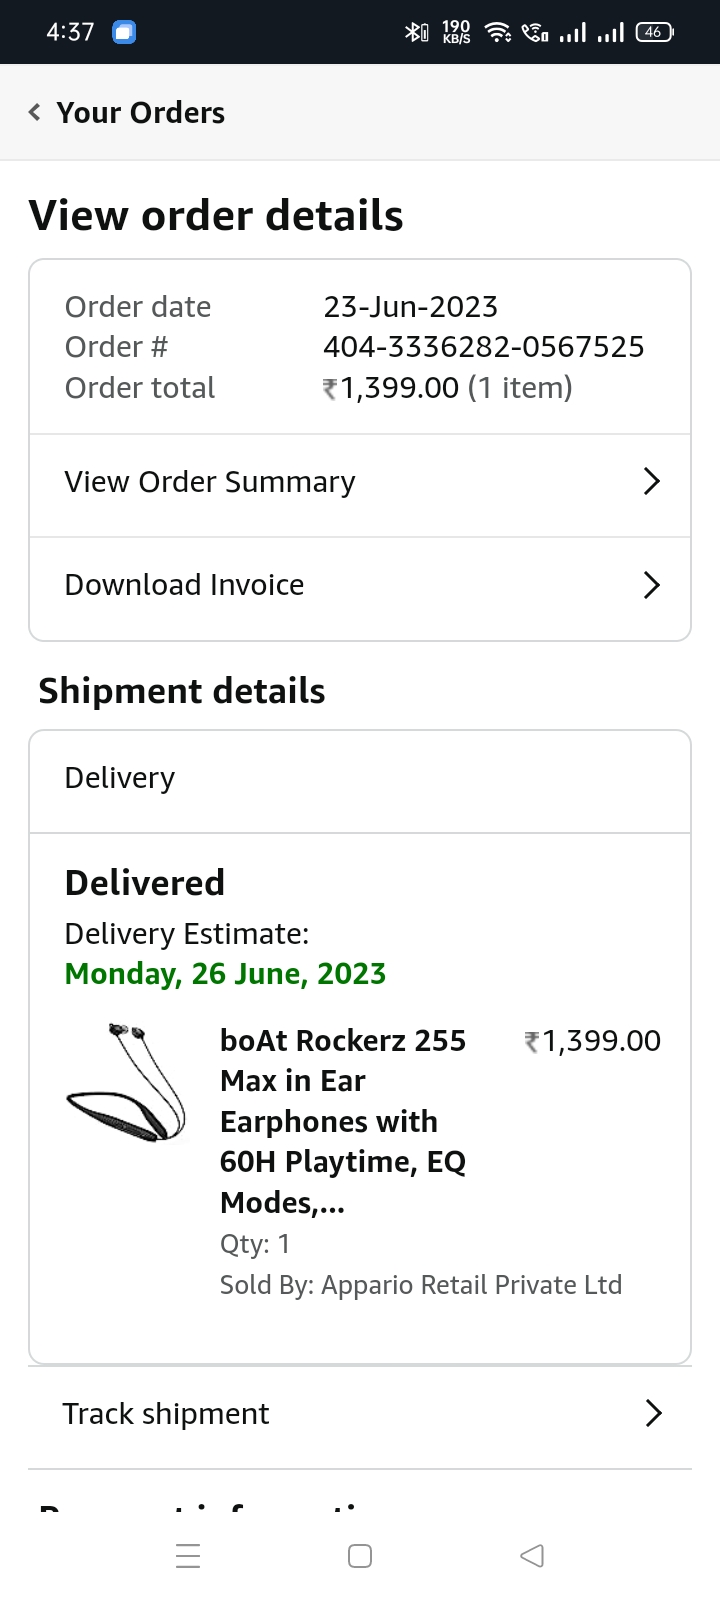 4:37
190
KB/S
46
Your Orders
View order details
Order date 23-Jun-2023
Order # 404-3336282-0567525
Order total ₹1,399.00 (1 item)
View Order Summary
Download Invoice
Shipment details
Delivery
Delivered
Delivery Estimate:
Monday, 26 June, 2023
boAt Rockerz 255 ₹1,399.00
Max in Ear
Earphones with
60H Playtime, EQ
Modes,...
Qty: 1
Sold By: Appario Retail Private Ltd
Track shipment